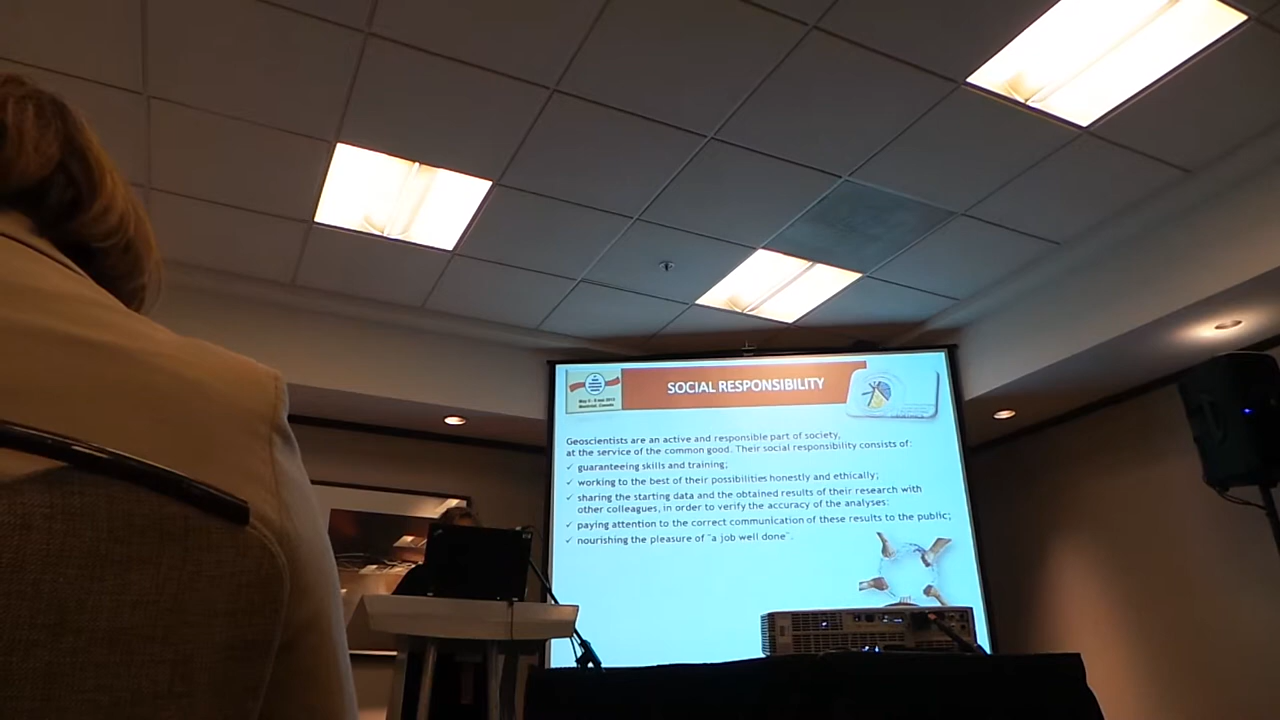 SOCIAL RESPONSIBILITY
Montréal, Canada
Geoscientists are an active and responsible part of society,
at the service of the common good. Their social responsibility consists of:
✓ guaranteeing skills and training;
✓ working to the best of their possibilities honestly and ethically;
✓ sharing the starting data and the obtained results of their research with
other colleagues, in order to verify the accuracy of the analyses;
✓ paying attention to the correct communication of these results to the public;
✓ nourishing the pleasure of "a job well done".